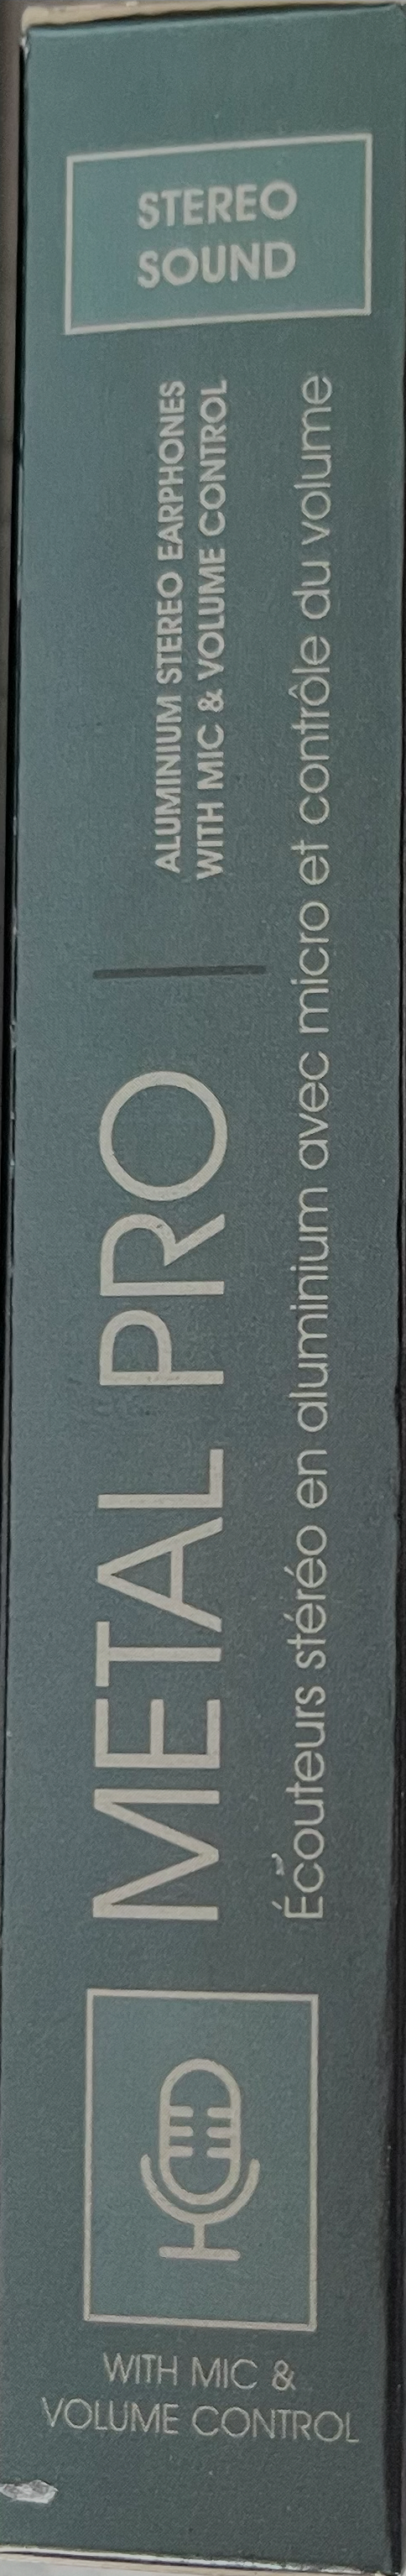 STEREO
SOUND
METAL PRO
ALUMINIUM STEREO EARPHONES
WITH MIC & VOLUME CONTROL
Écouteurs stéréo en aluminium avec micro et contrôle du volume
WITH MIC &
VOLUME CONTROL